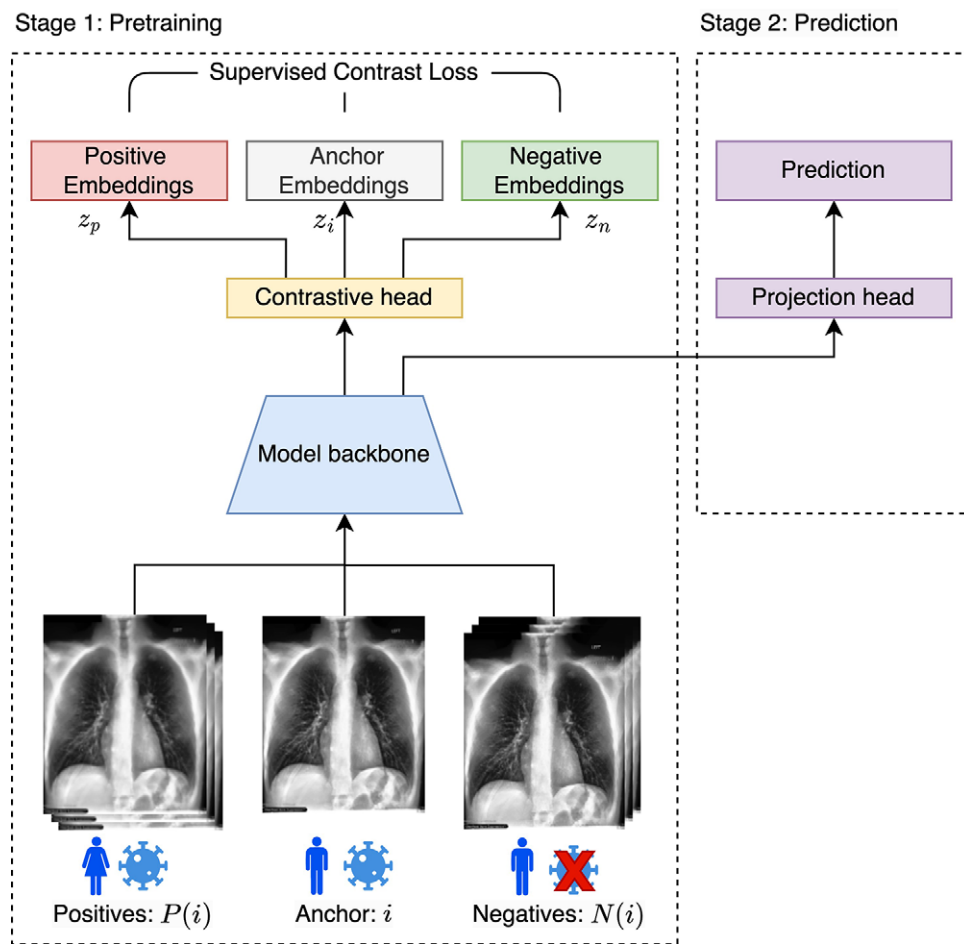 Stage 1: Pretraining
Stage 2: Prediction
Supervised Contrast Loss
Positive
Embeddings
Anchor
Embeddings
Negative
Embeddings
Prediction
z_p
z_i
z_n
Contrastive head
Projection head
Model backbone
Positives: P(i)
Anchor: i
Negatives: N(i)